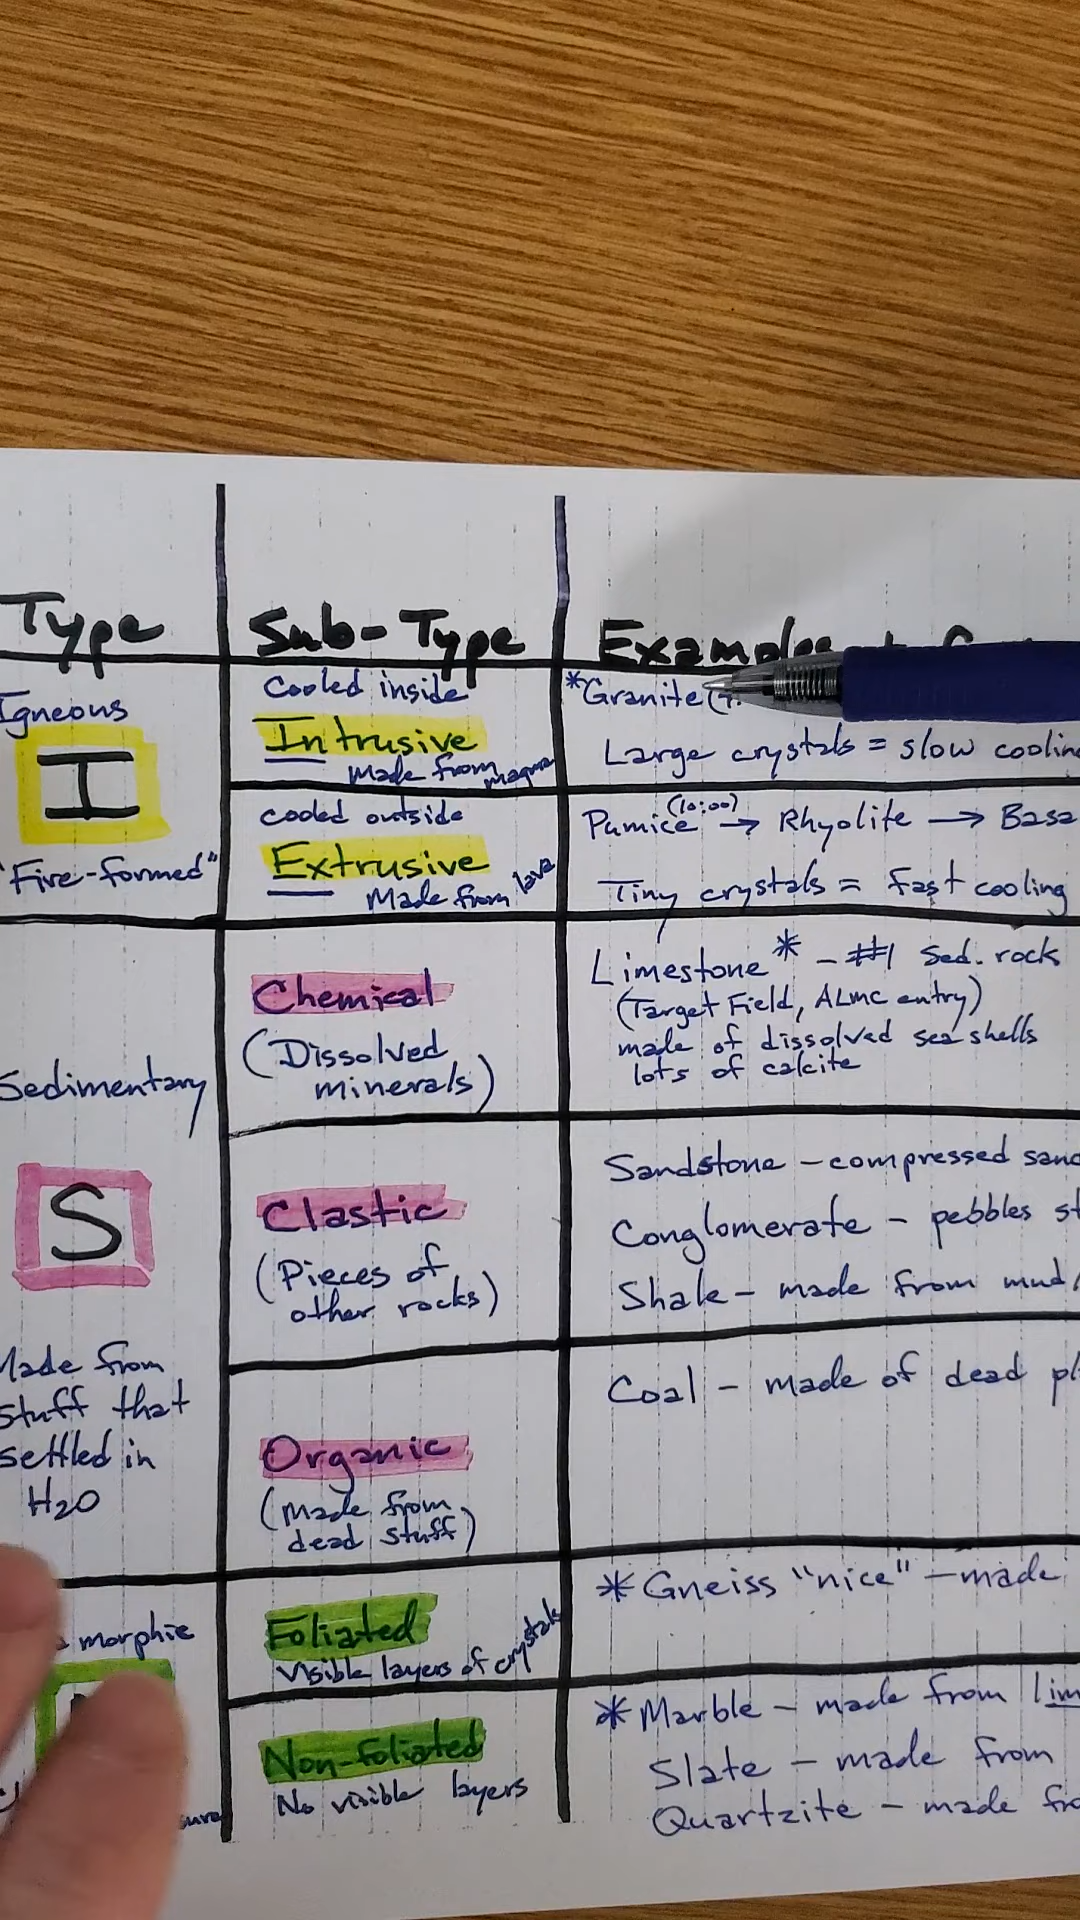 Type Sub-Type Examples
Igneous
I
"Fire-formed"
cooled inside
Intrusive
Made from magma
*Granite
Large crystals = slow
cooled outside
Extrusive
Made from lava
(10:00)
Pumice → Rhyolite →
Tiny crystals = fast cooling
Sedimentary
S
Made from
stuff that
settled in
H2O
Chemical
(Dissolved
minerals)
Limestone * - #1 Sed. rock
(Target Field, ALMC entry)
made of dissolved sea shells
lots of calcite
Clastic
(Pieces of
other rocks)
Sandstone - compressed
Conglomerate - pebbles
Shale - made from mud
Organic
(made from
dead stuff)
Coal - made of dead
Foliated
Visible layers of crystals
*Gneiss "nice" - made
Non-foliated
No visible layers
*Marble - made from
Slate - made from
Quartzite - made